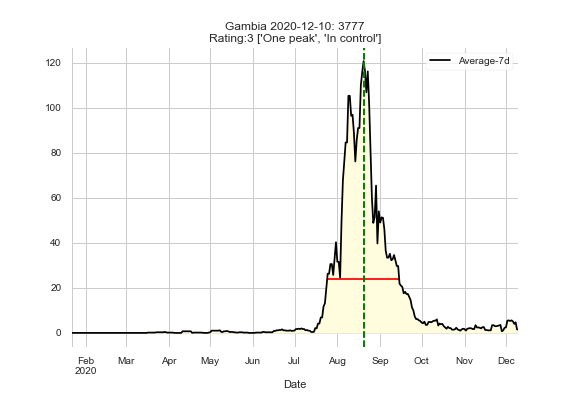 Gambia 2020-12-10: 3777
Rating:3 ['One peak', 'In control']
Average-7d
120
100
80
60
40
20
0
Feb Mar Apr May Jun Jul Aug Sep Oct Nov Dec
2020
Date